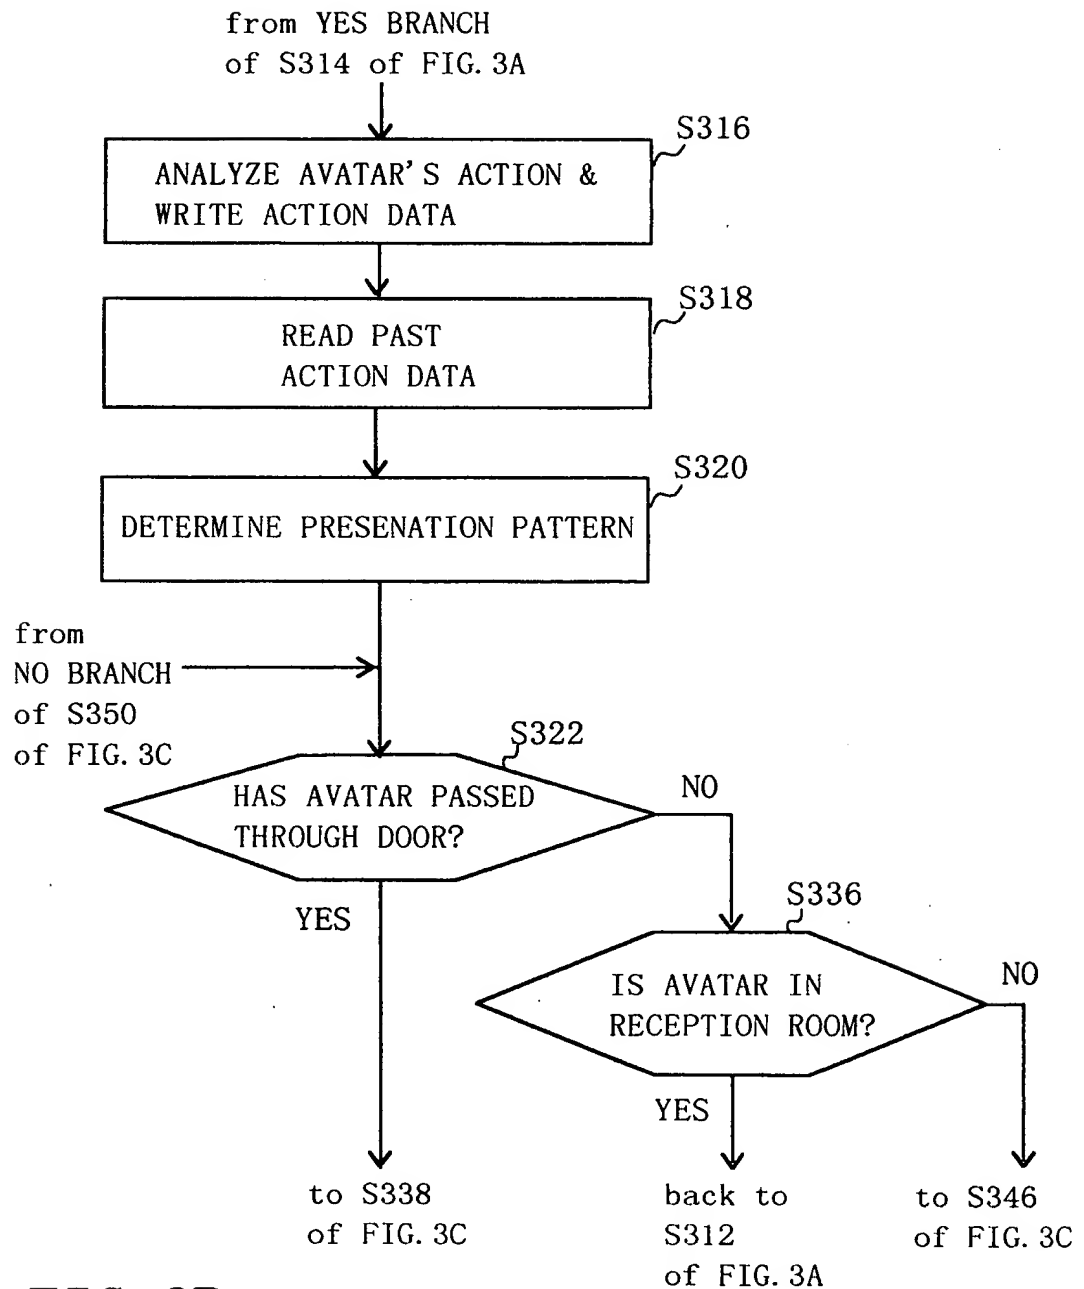 from YES BRANCH
of S314 of FIG. 3A
S316
ANALYZE AVATAR'S ACTION &
WRITE ACTION DATA
S318
READ PAST
ACTION DATA
S320
DETERMINE PRESENATION PATTERN
from
NO BRANCH
of S350
of FIG. 3C
S322
HAS AVATAR PASSED
THROUGH DOOR?
NO
YES
S336
IS AVATAR IN
RECEPTION ROOM?
NO
YES
to S338
of FIG. 3C
back to
S312
of FIG. 3A
to S346
of FIG. 3C